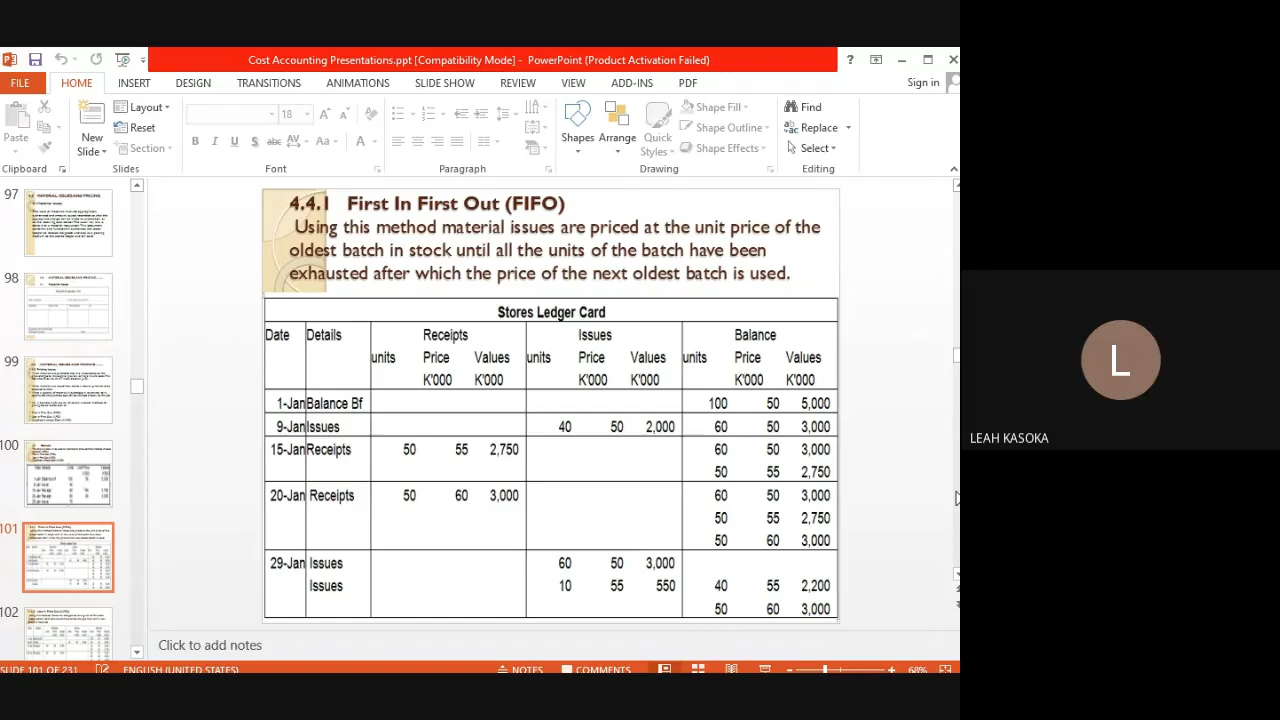 Cost Accounting Presentations.ppt [Compatibility Mode] - PowerPoint (Product Activation Failed)
FILE HOME INSERT DESIGN TRANSITIONS ANIMATIONS SLIDE SHOW REVIEW VIEW ADD-INS PDF Sign in
Paste
New Slide
Layout
Reset
Section
18
Shapes Arrange Quick Styles
Shape Fill
Shape Outline
Shape Effects
Find
Replace
Select
Clipboard Slides Font Paragraph Drawing Editing
97
98
99
100
101
102
4.4.1 First In First Out (FIFO)
Using this method material issues are priced at the unit price of the
oldest batch in stock until all the units of the batch have been
exhausted after which the price of the next oldest batch is used.
Stores Ledger Card
Date Details Receipts Issues Balance
units Price Values units Price Values units Price Values
K'000 K'000 K'000 K'000 K'000 K'000
1-Jan Balance Bf 100 50 5,000
9-Jan Issues 40 50 2,000 60 50 3,000
15-Jan Receipts 50 55 2,750 60 50 3,000
50 55 2,750
20-Jan Receipts 50 60 3,000 60 50 3,000
50 55 2,750
50 60 3,000
29-Jan Issues 60 50 3,000
Issues 10 55 550 40 55 2,200
50 60 3,000
Click to add notes
SLIDE 101 OF 231 ENGLISH (UNITED STATES) NOTES COMMENTS 68%
L
LEAH KASOKA